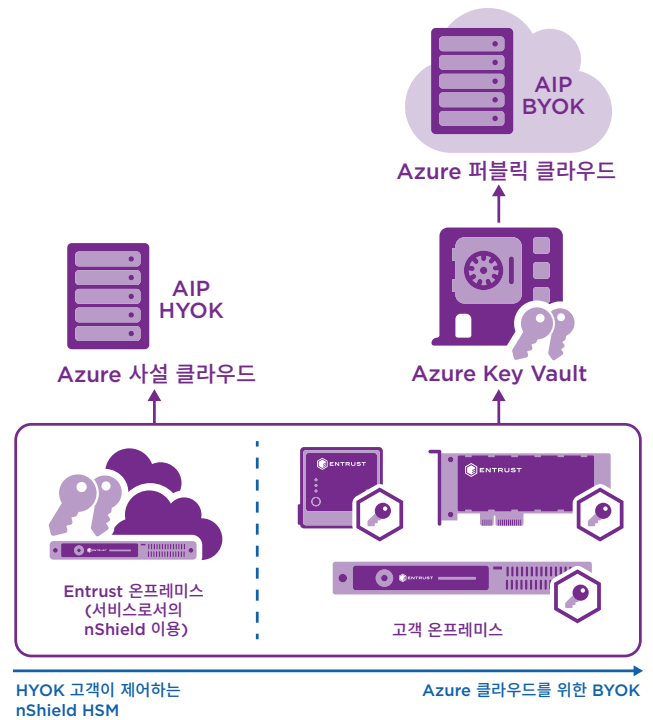 AIP
BYOK
Azure 퍼블릭 클라우드
AIP
HYOK
Azure 사설 클라우드
Azure Key Vault
ENTRUST
ENTRUST
ENTRUST
ENTRUST
Entrust 온프레미스
(서비스로서의
nShield 이용)
고객 온프레미스
HYOK 고객이 제어하는
nShield HSM
Azure 클라우드를 위한 BYOK